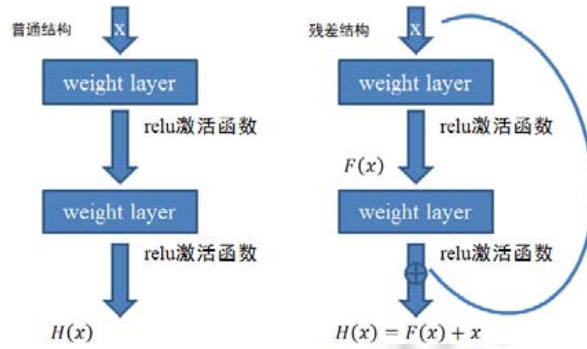 普通结构
x
weight layer
relu激活函数
weight layer
relu激活函数
H(x)
残差结构
x
weight layer
relu激活函数
F(x)
weight layer
relu激活函数
H(x) = F(x) + x